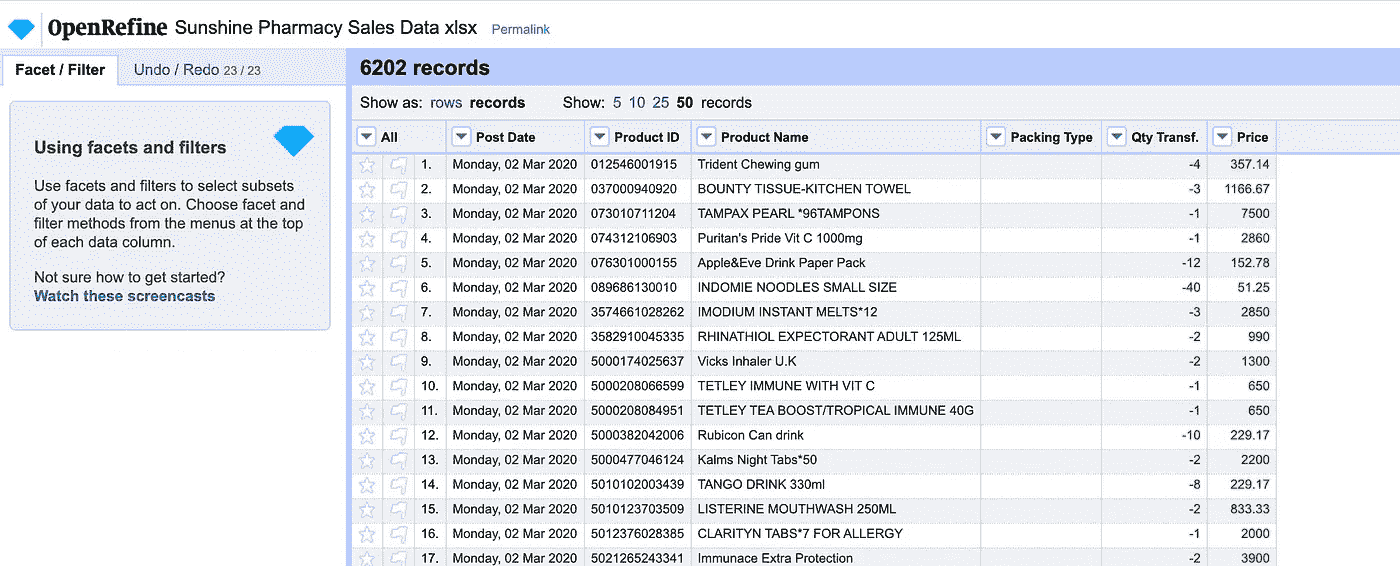 OpenRefine Sunshine Pharmacy Sales Data xlsx Permalink
Facet / Filter Undo / Redo 23 / 23
Using facets and filters
Use facets and filters to select subsets
of your data to act on. Choose facet and
filter methods from the menus at the top
of each data column.
Not sure how to get started?
Watch these screencasts
6202 records
Show as: rows records Show: 5 10 25 50 records
All Post Date Product ID Product Name Packing Type Qty Transf. Price
1. Monday, 02 Mar 2020 012546001915 Trident Chewing gum -4 357.14
2. Monday, 02 Mar 2020 037000940920 BOUNTY TISSUE-KITCHEN TOWEL -3 1166.67
3. Monday, 02 Mar 2020 073010711204 TAMPAX PEARL *96TAMPONS -1 7500
4. Monday, 02 Mar 2020 074312106903 Puritan's Pride Vit C 1000mg -1 2860
5. Monday, 02 Mar 2020 076301000155 Apple&Eve Drink Paper Pack -12 152.78
6. Monday, 02 Mar 2020 089686130010 INDOMIE NOODLES SMALL SIZE -40 51.25
7. Monday, 02 Mar 2020 3574661028262 IMODIUM INSTANT MELTS*12 -3 2850
8. Monday, 02 Mar 2020 3582910045335 RHINATHIOL EXPECTORANT ADULT 125ML -2 990
9. Monday, 02 Mar 2020 5000174025637 Vicks Inhaler U.K -2 1300
10. Monday, 02 Mar 2020 5000208066599 TETLEY IMMUNE WITH VIT C -1 650
11. Monday, 02 Mar 2020 5000208084951 TETLEY TEA BOOST/TROPICAL IMMUNE 40G -1 650
12. Monday, 02 Mar 2020 5000382042006 Rubicon Can drink -10 229.17
13. Monday, 02 Mar 2020 5000477046124 Kalms Night Tabs*50 -2 2200
14. Monday, 02 Mar 2020 5010102003439 TANGO DRINK 330ml -8 229.17
15. Monday, 02 Mar 2020 5010123703509 LISTERINE MOUTHWASH 250ML -2 833.33
16. Monday, 02 Mar 2020 5012376028385 CLARITYN TABS*7 FOR ALLERGY -1 2000
17. Monday, 02 Mar 2020 5021265243341 Immunace Extra Protection -2 3900